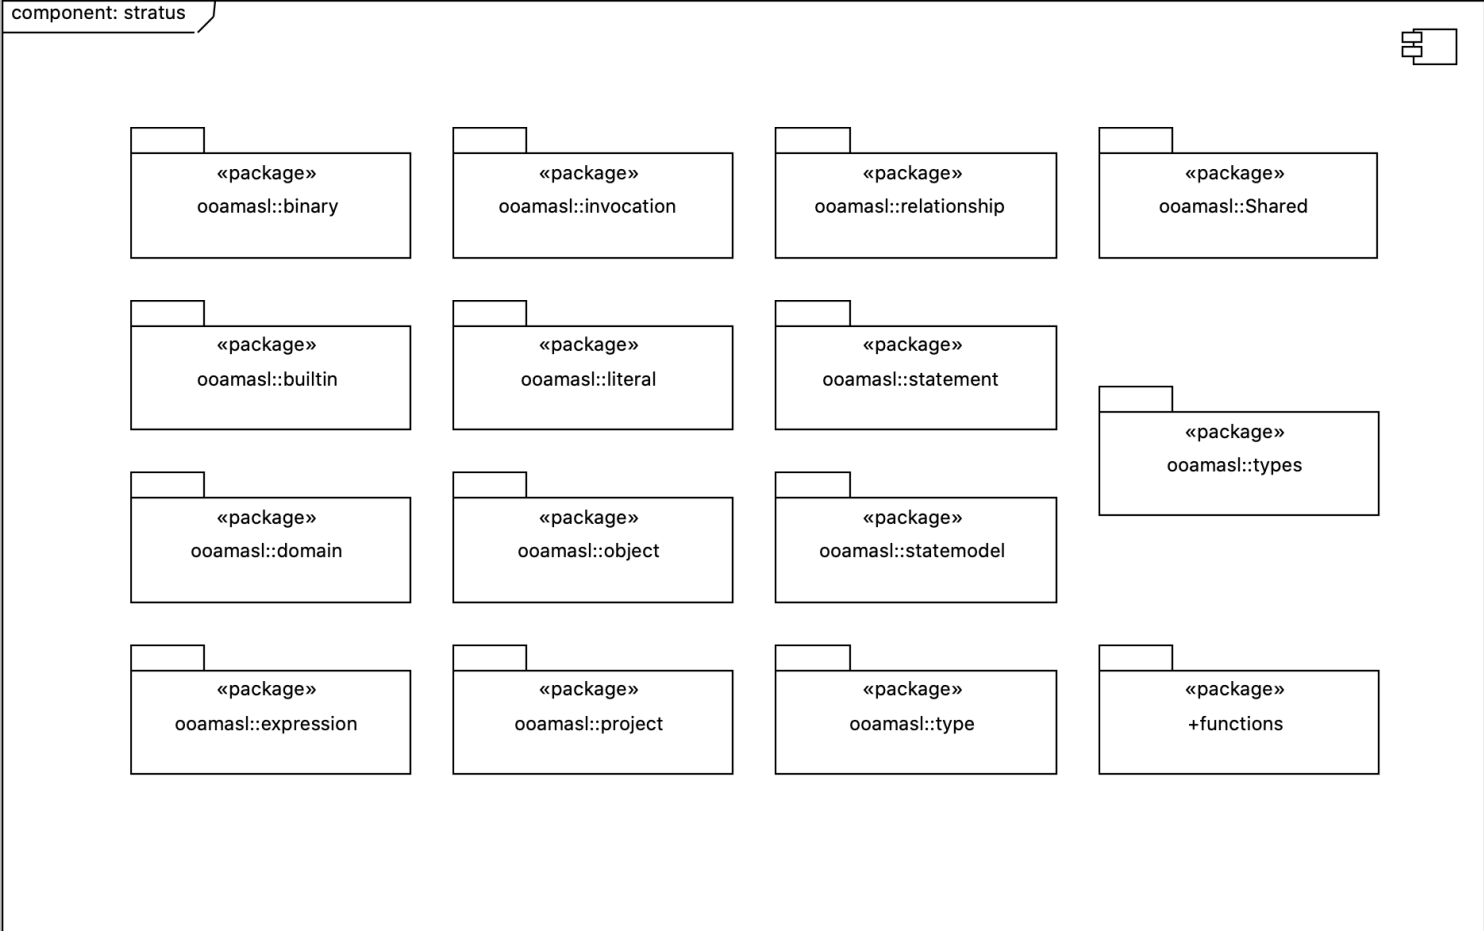 component: stratus
«package»
ooamasl::binary
«package»
ooamasl::invocation
«package»
ooamasl::relationship
«package»
ooamasl::Shared
«package»
ooamasl::builtin
«package»
ooamasl::literal
«package»
ooamasl::statement
«package»
ooamasl::types
«package»
ooamasl::domain
«package»
ooamasl::object
«package»
ooamasl::statemodel
«package»
ooamasl::expression
«package»
ooamasl::project
«package»
ooamasl::type
«package»
+functions